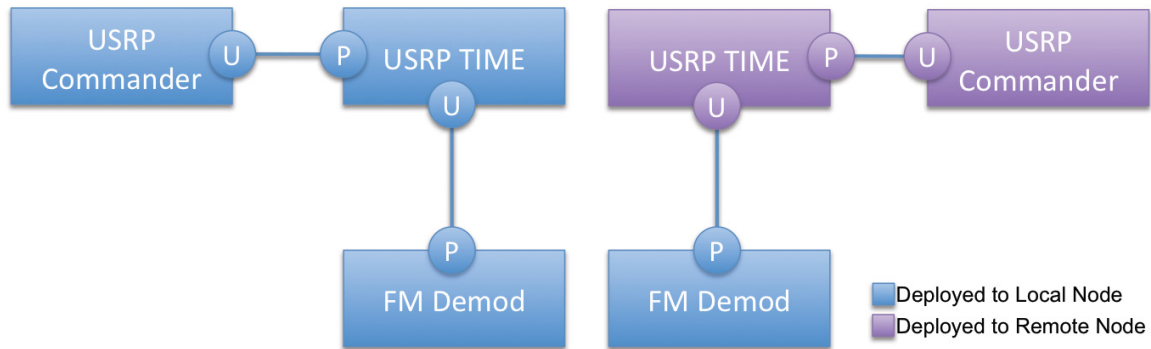 USRP
Commander
U
P
USRP TIME
U
P
FM Demod
USRP TIME
P
U
USRP
Commander
U
P
FM Demod
Deployed to Local Node
Deployed to Remote Node